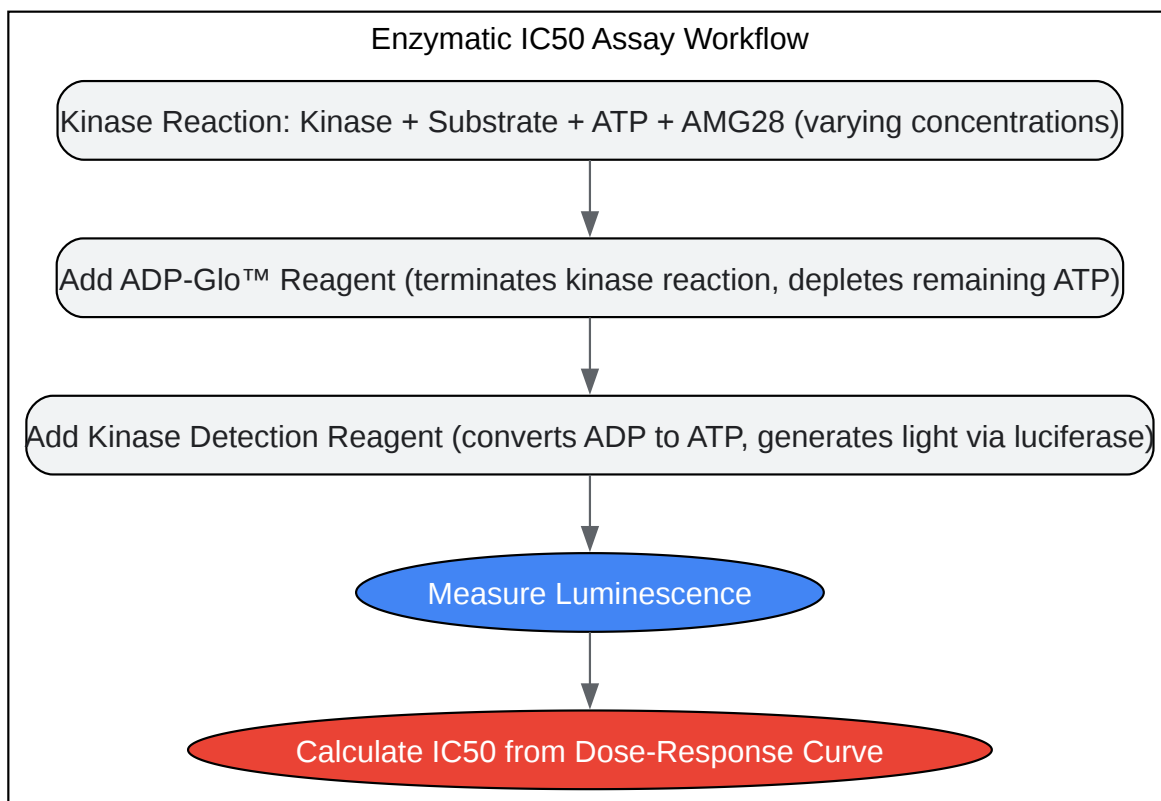 Enzymatic IC50 Assay Workflow
Kinase Reaction: Kinase + Substrate + ATP + AMG28 (varying concentrations)
Add ADP-Glo™ Reagent (terminates kinase reaction, depletes remaining ATP)
Add Kinase Detection Reagent (converts ADP to ATP, generates light via luciferase)
Measure Luminescence
Calculate IC50 from Dose-Response Curve